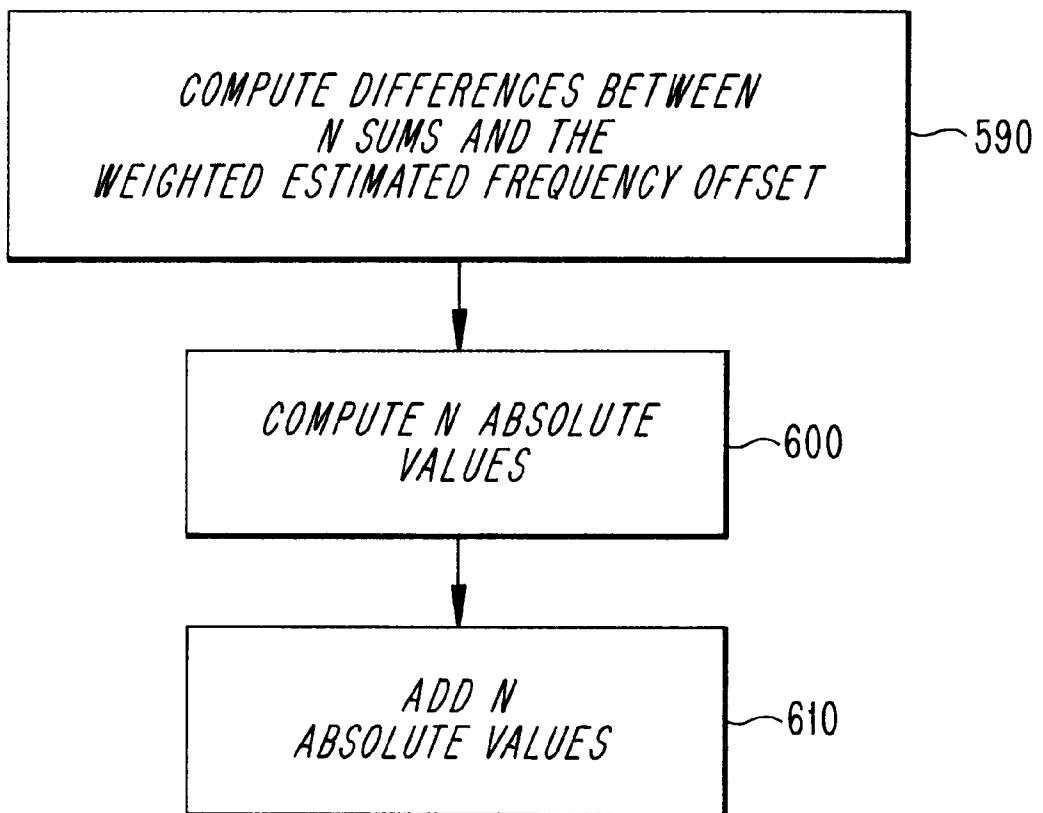 COMPUTE DIFFERENCES BETWEEN
N SUMS AND THE
WEIGHTED ESTIMATED FREQUENCY OFFSET
590
COMPUTE N ABSOLUTE
VALUES
600
ADD N
ABSOLUTE VALUES
610